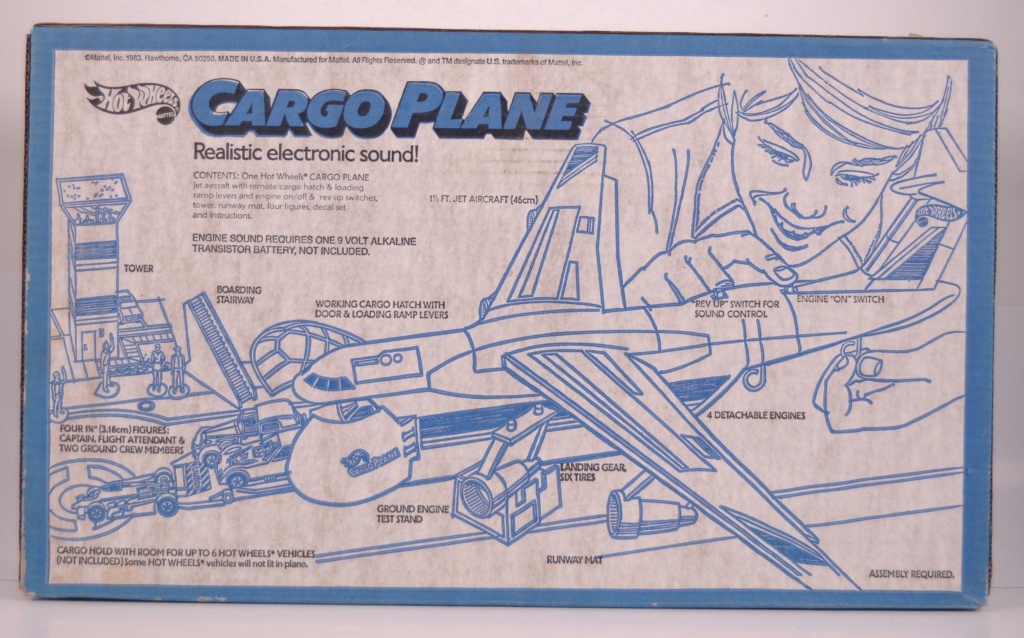 ©Mattel, Inc. 1983, Hawthorne, CA 90250. MADE IN U.S.A. Manufactured for Mattel. All Rights Reserved. ® and TM designate U.S. trademarks of Mattel, Inc.
Hot Wheels
MATTEL
CARGO PLANE
Realistic electronic sound!
CONTENTS: One Hot Wheels® CARGO PLANE
jet aircraft with remote cargo hatch & loading
ramp levers and engine on/off & rev up switches,
tower, runway mat, four figures, decal set
and instructions.
1½ FT. JET AIRCRAFT (46cm)
ENGINE SOUND REQUIRES ONE 9 VOLT ALKALINE
TRANSISTOR BATTERY, NOT INCLUDED.
HOT WHEELS
TOWER
BOARDING
STAIRWAY
WORKING CARGO HATCH WITH
DOOR & LOADING RAMP LEVERS
"REV UP" SWITCH FOR
SOUND CONTROL
ENGINE "ON" SWITCH
4 DETACHABLE ENGINES
FOUR 1¼" (3.18cm) FIGURES:
CAPTAIN, FLIGHT ATTENDANT &
TWO GROUND CREW MEMBERS
CARGO PLANE
LANDING GEAR,
SIX TIRES
GROUND ENGINE
TEST STAND
CARGO HOLD WITH ROOM FOR UP TO 6 HOT WHEELS® VEHICLES
(NOT INCLUDED) Some HOT WHEELS® vehicles will not fit in plane.
RUNWAY MAT
ASSEMBLY REQUIRED.